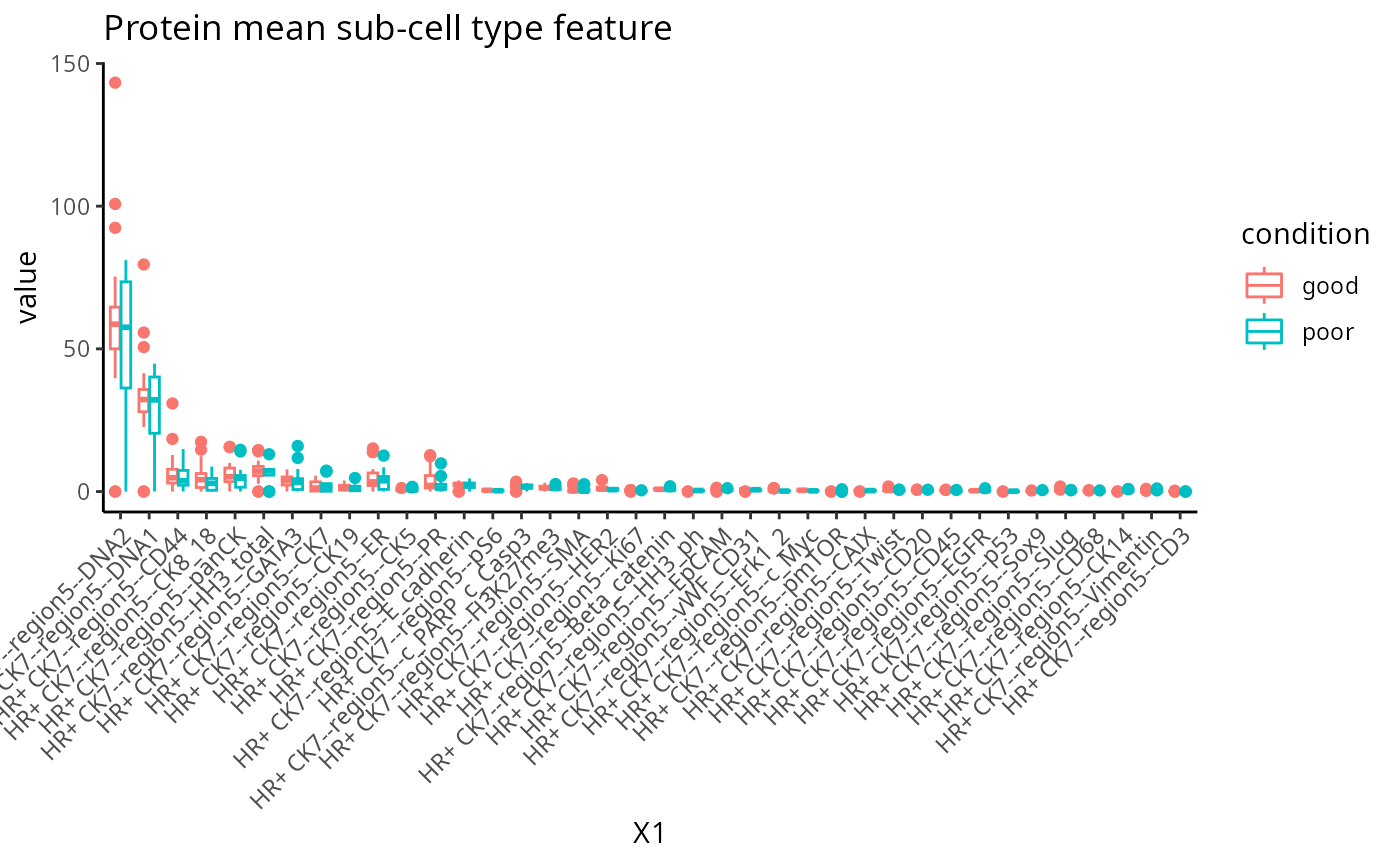 Protein mean sub-cell type feature
150
100
50
0
value
--region5--DNA2
CK7--region5--DNA1
HR+ CK7--region5--CD44
HR+ CK7--region5--CK8_18
HR+ CK7--region5--panCK
HR+ CK7--region5--HH3_total
HR+ CK7--region5--GATA3
HR+ CK7--region5--CK7
HR+ CK7--region5--CK19
HR+ CK7--region5--ER
HR+ CK7--region5--CK5
HR+ CK7--region5--PR
HR+ CK7--region5--E_cadherin
HR+ CK7--region5--pS6
HR+ CK7--region5--c_PARP_c_Casp3
HR+ CK7--region5--H3K27me3
HR+ CK7--region5--SMA
HR+ CK7--region5--HER2
HR+ CK7--region5--Ki67
HR+ CK7--region5--Beta_catenin
HR+ CK7--region5--HH3_ph
HR+ CK7--region5--EpCAM
HR+ CK7--region5--vWF_CD31
HR+ CK7--region5--Erk1_2
HR+ CK7--region5--c_Myc
HR+ CK7--region5--pmTOR
HR+ CK7--region5--CAIX
HR+ CK7--region5--Twist
HR+ CK7--region5--CD20
HR+ CK7--region5--CD45
HR+ CK7--region5--EGFR
HR+ CK7--region5--p53
HR+ CK7--region5--Sox9
HR+ CK7--region5--Slug
HR+ CK7--region5--CD68
HR+ CK7--region5--CK14
HR+ CK7--region5--Vimentin
HR+ CK7--region5--CD3
X1
condition
good
poor